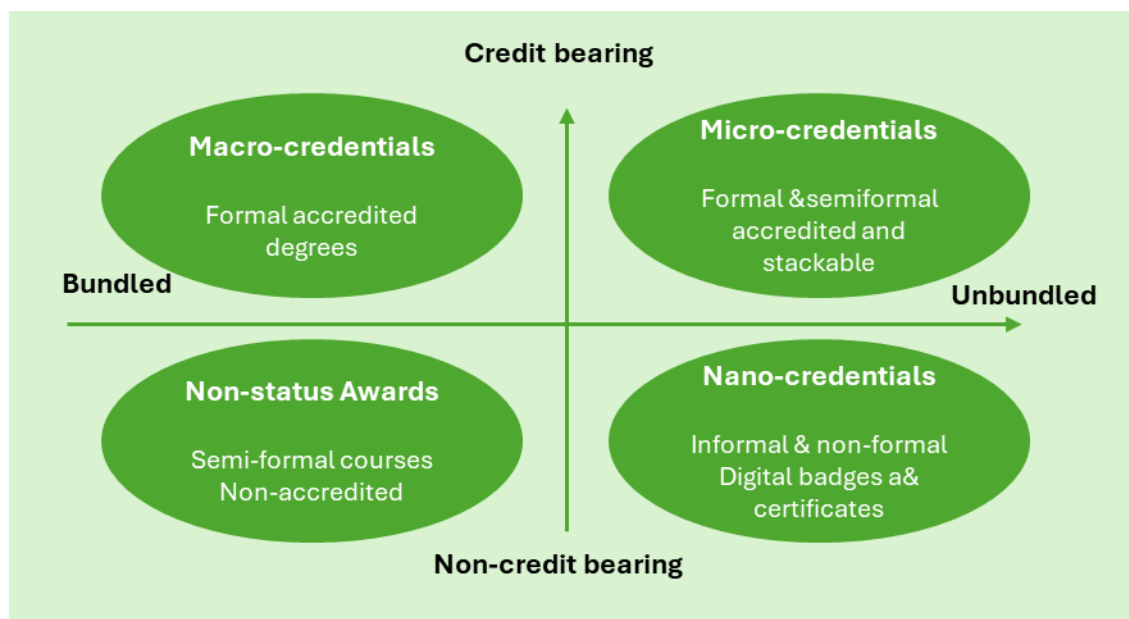 Credit bearing
Macro-credentials
Formal accredited
degrees
Micro-credentials
Formal &semiformal
accredited and
stackable
Bundled
Unbundled
Non-status Awards
Semi-formal courses
Non-accredited
Nano-credentials
Informal & non-formal
Digital badges a&
certificates
Non-credit bearing